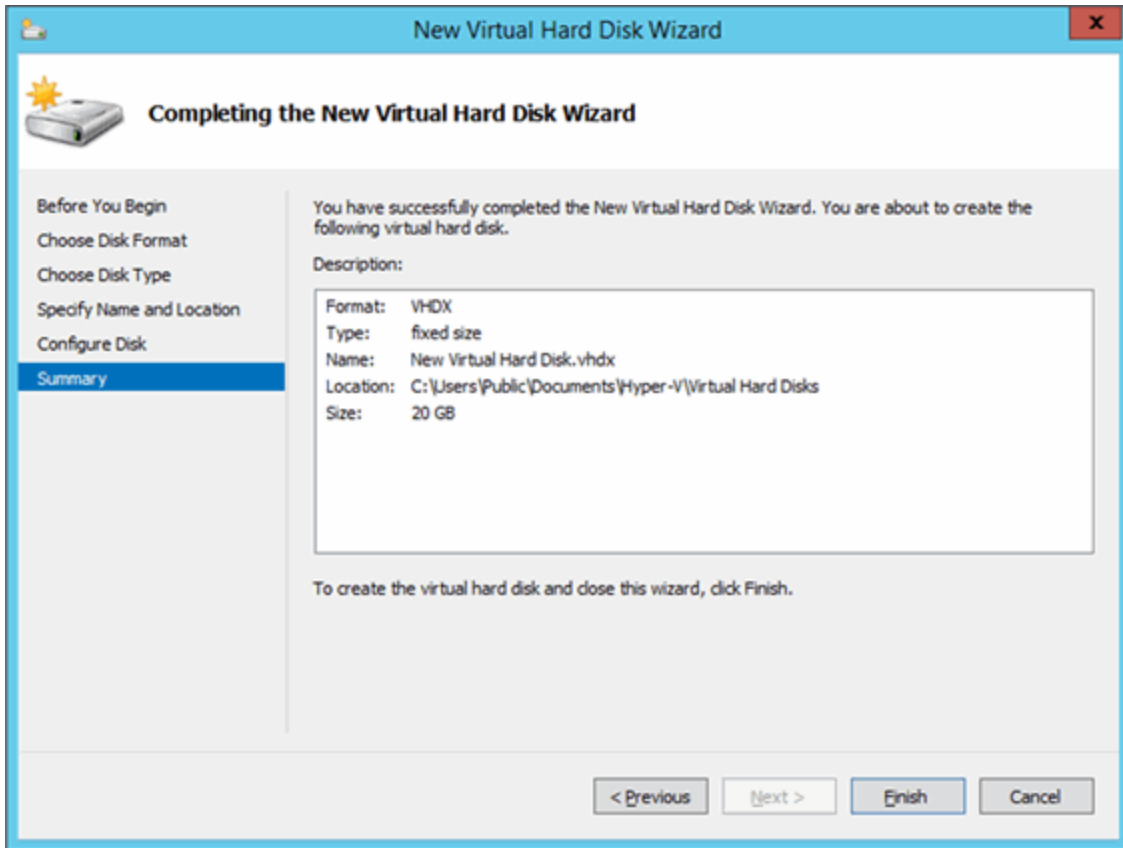 New Virtual Hard Disk Wizard
x
Completing the New Virtual Hard Disk Wizard
Before You Begin
Choose Disk Format
Choose Disk Type
Specify Name and Location
Configure Disk
Summary
You have successfully completed the New Virtual Hard Disk Wizard. You are about to create the
following virtual hard disk.
Description:
Format: VHDX
Type: fixed size
Name: New Virtual Hard Disk.vhdx
Location: C:\Users\Public\Documents\Hyper-V\Virtual Hard Disks
Size: 20 GB
To create the virtual hard disk and close this wizard, click Finish.
< Previous
Next >
Finish
Cancel